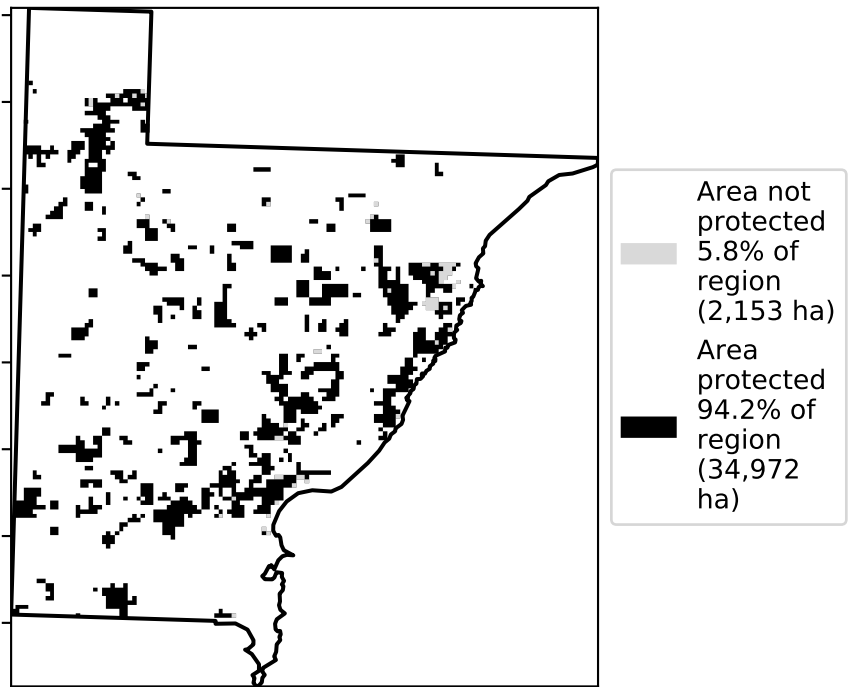 Area not
protected
5.8% of
region
(2,153 ha)
Area
protected
94.2% of
region
(34,972
ha)